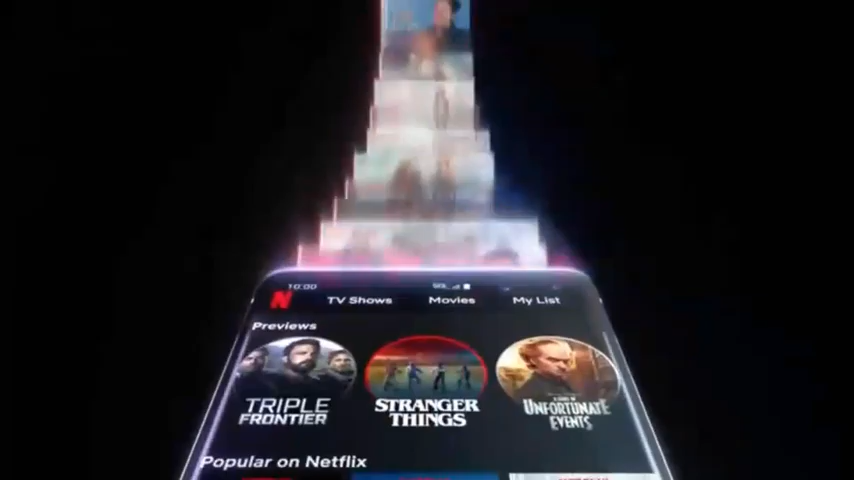 10:00
N
TV Shows
Movies
My List
Previews
TRIPLE
FRONTIER
STRANGER
THINGS
UNFORTUNATE
EVENTS
Popular on Netflix